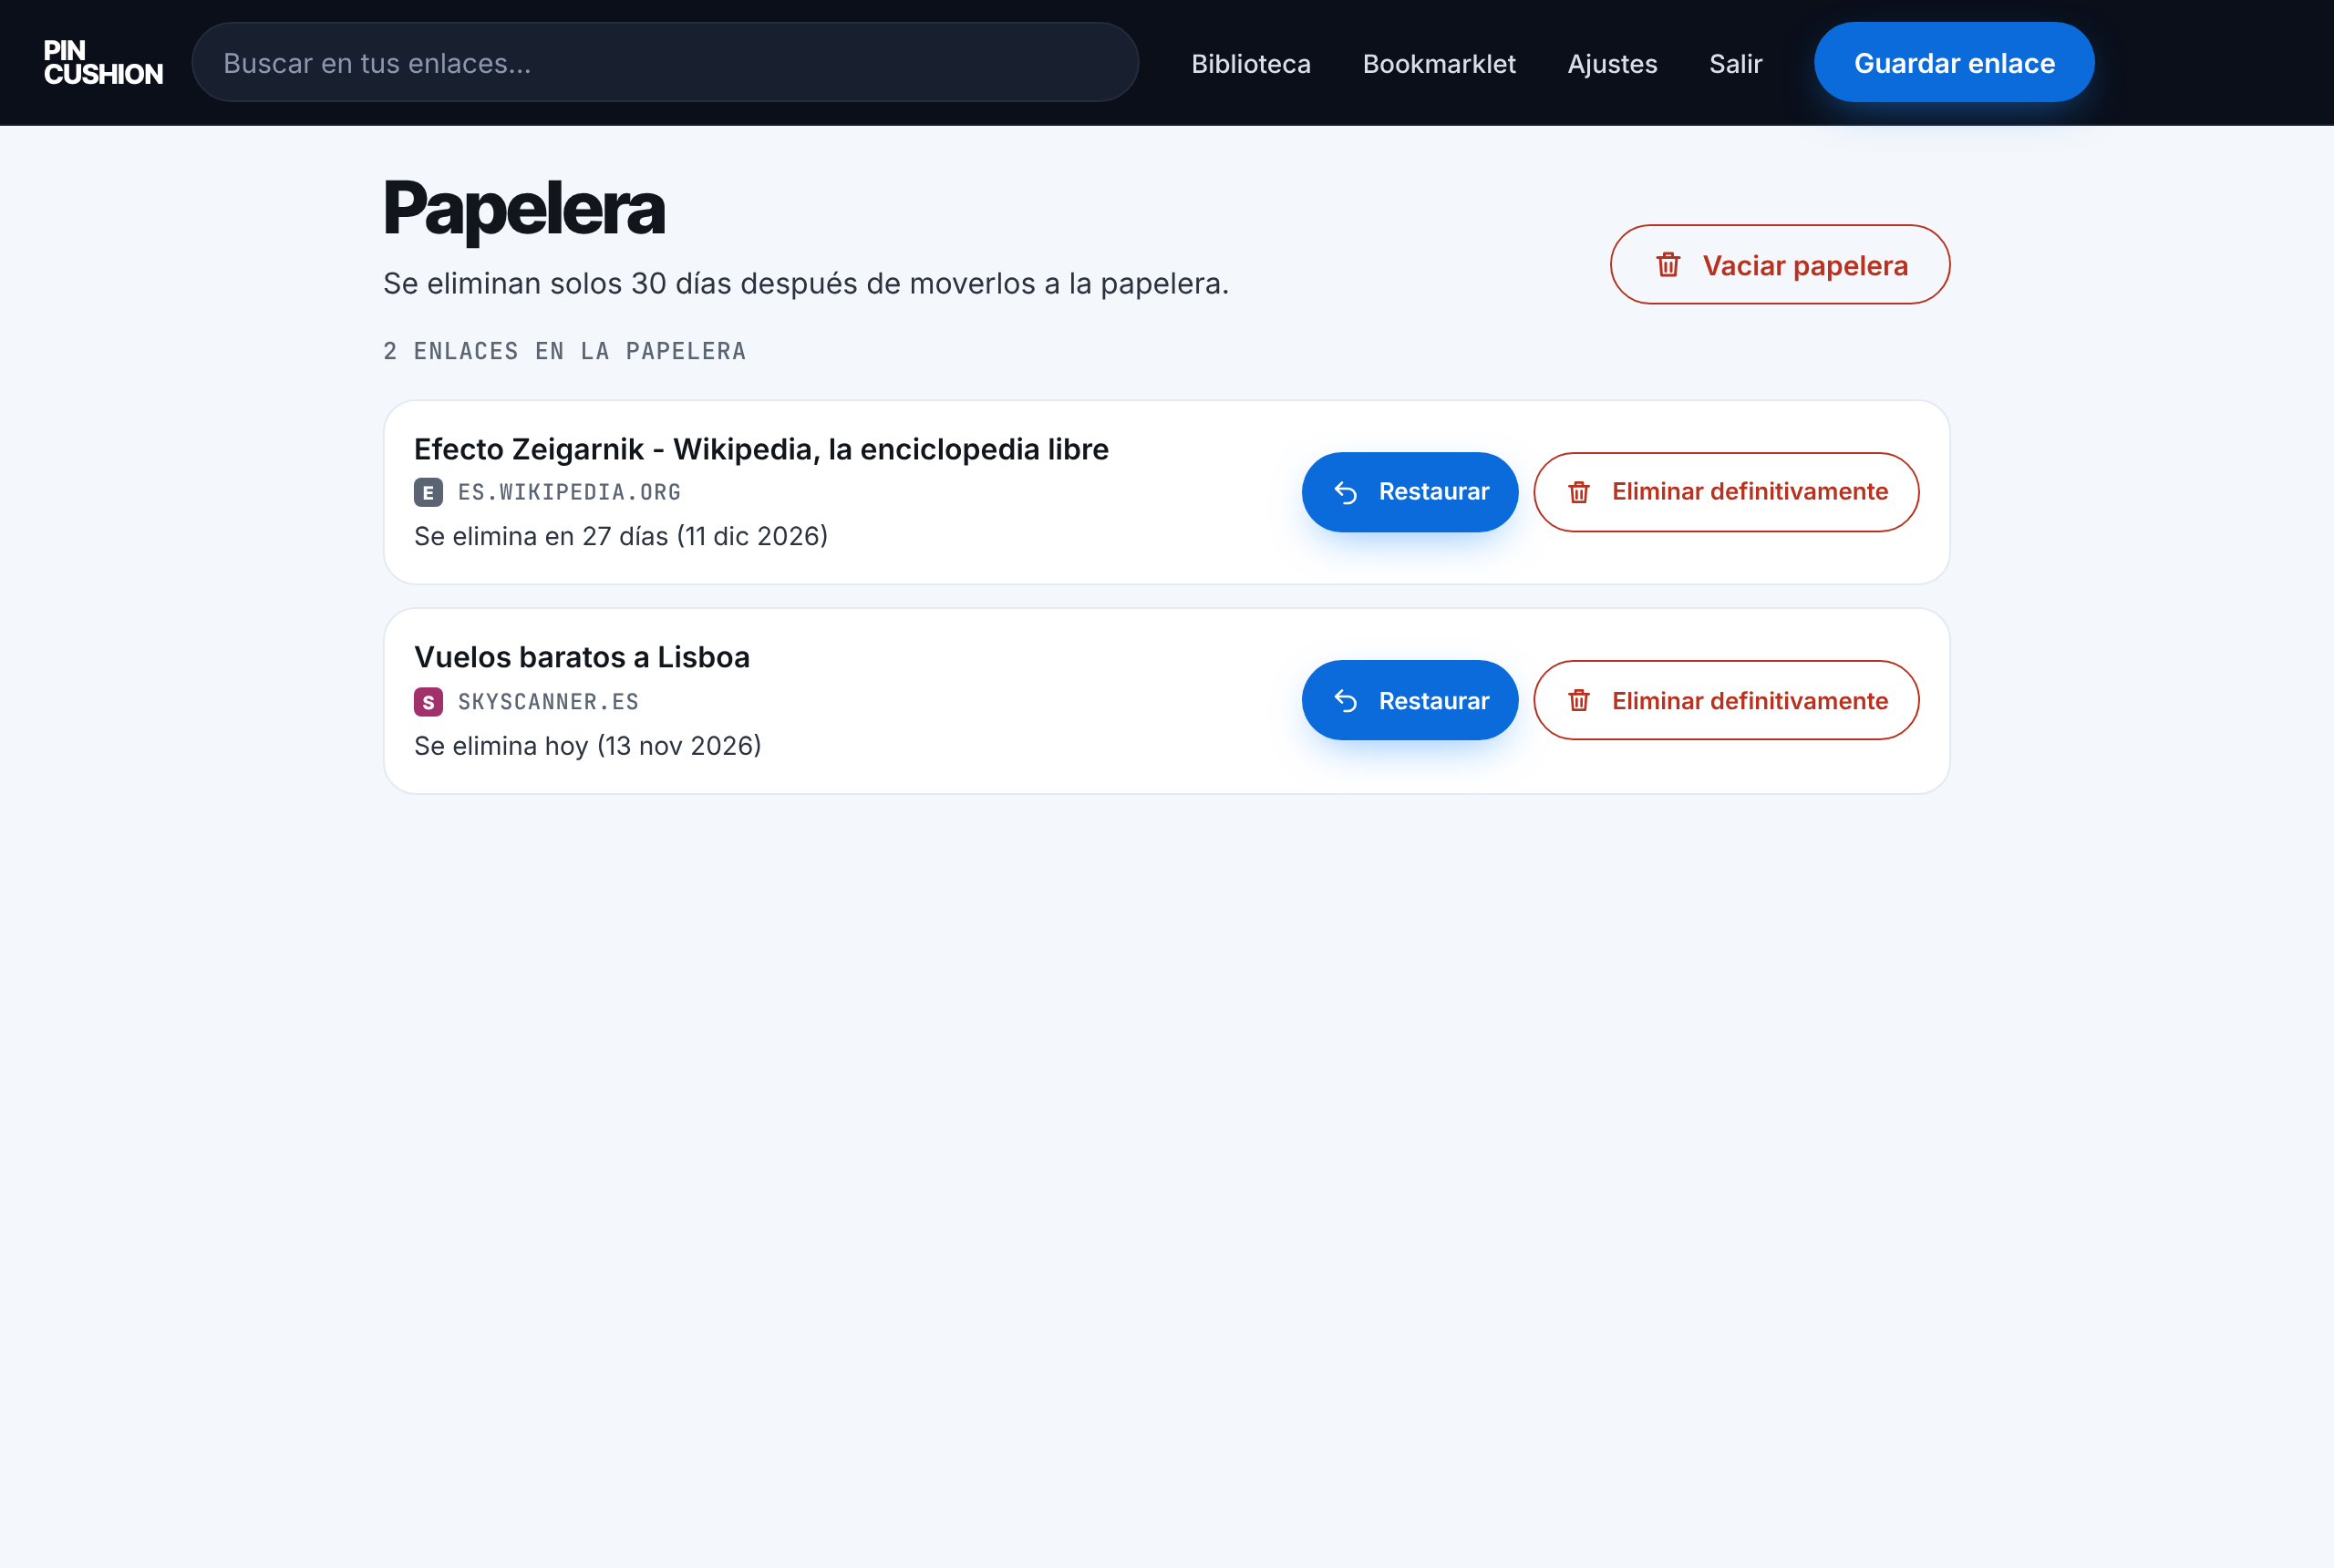 PIN
CUSHION
Buscar en tus enlaces...
Biblioteca
Bookmarklet
Ajustes
Salir
Guardar enlace
Papelera
Se eliminan solos 30 días después de moverlos a la papelera.
Vaciar papelera
2 ENLACES EN LA PAPELERA
Efecto Zeigarnik - Wikipedia, la enciclopedia libre
E ES.WIKIPEDIA.ORG
Se elimina en 27 días (11 dic 2026)
Restaurar
Eliminar definitivamente
Vuelos baratos a Lisboa
S SKYSCANNER.ES
Se elimina hoy (13 nov 2026)
Restaurar
Eliminar definitivamente